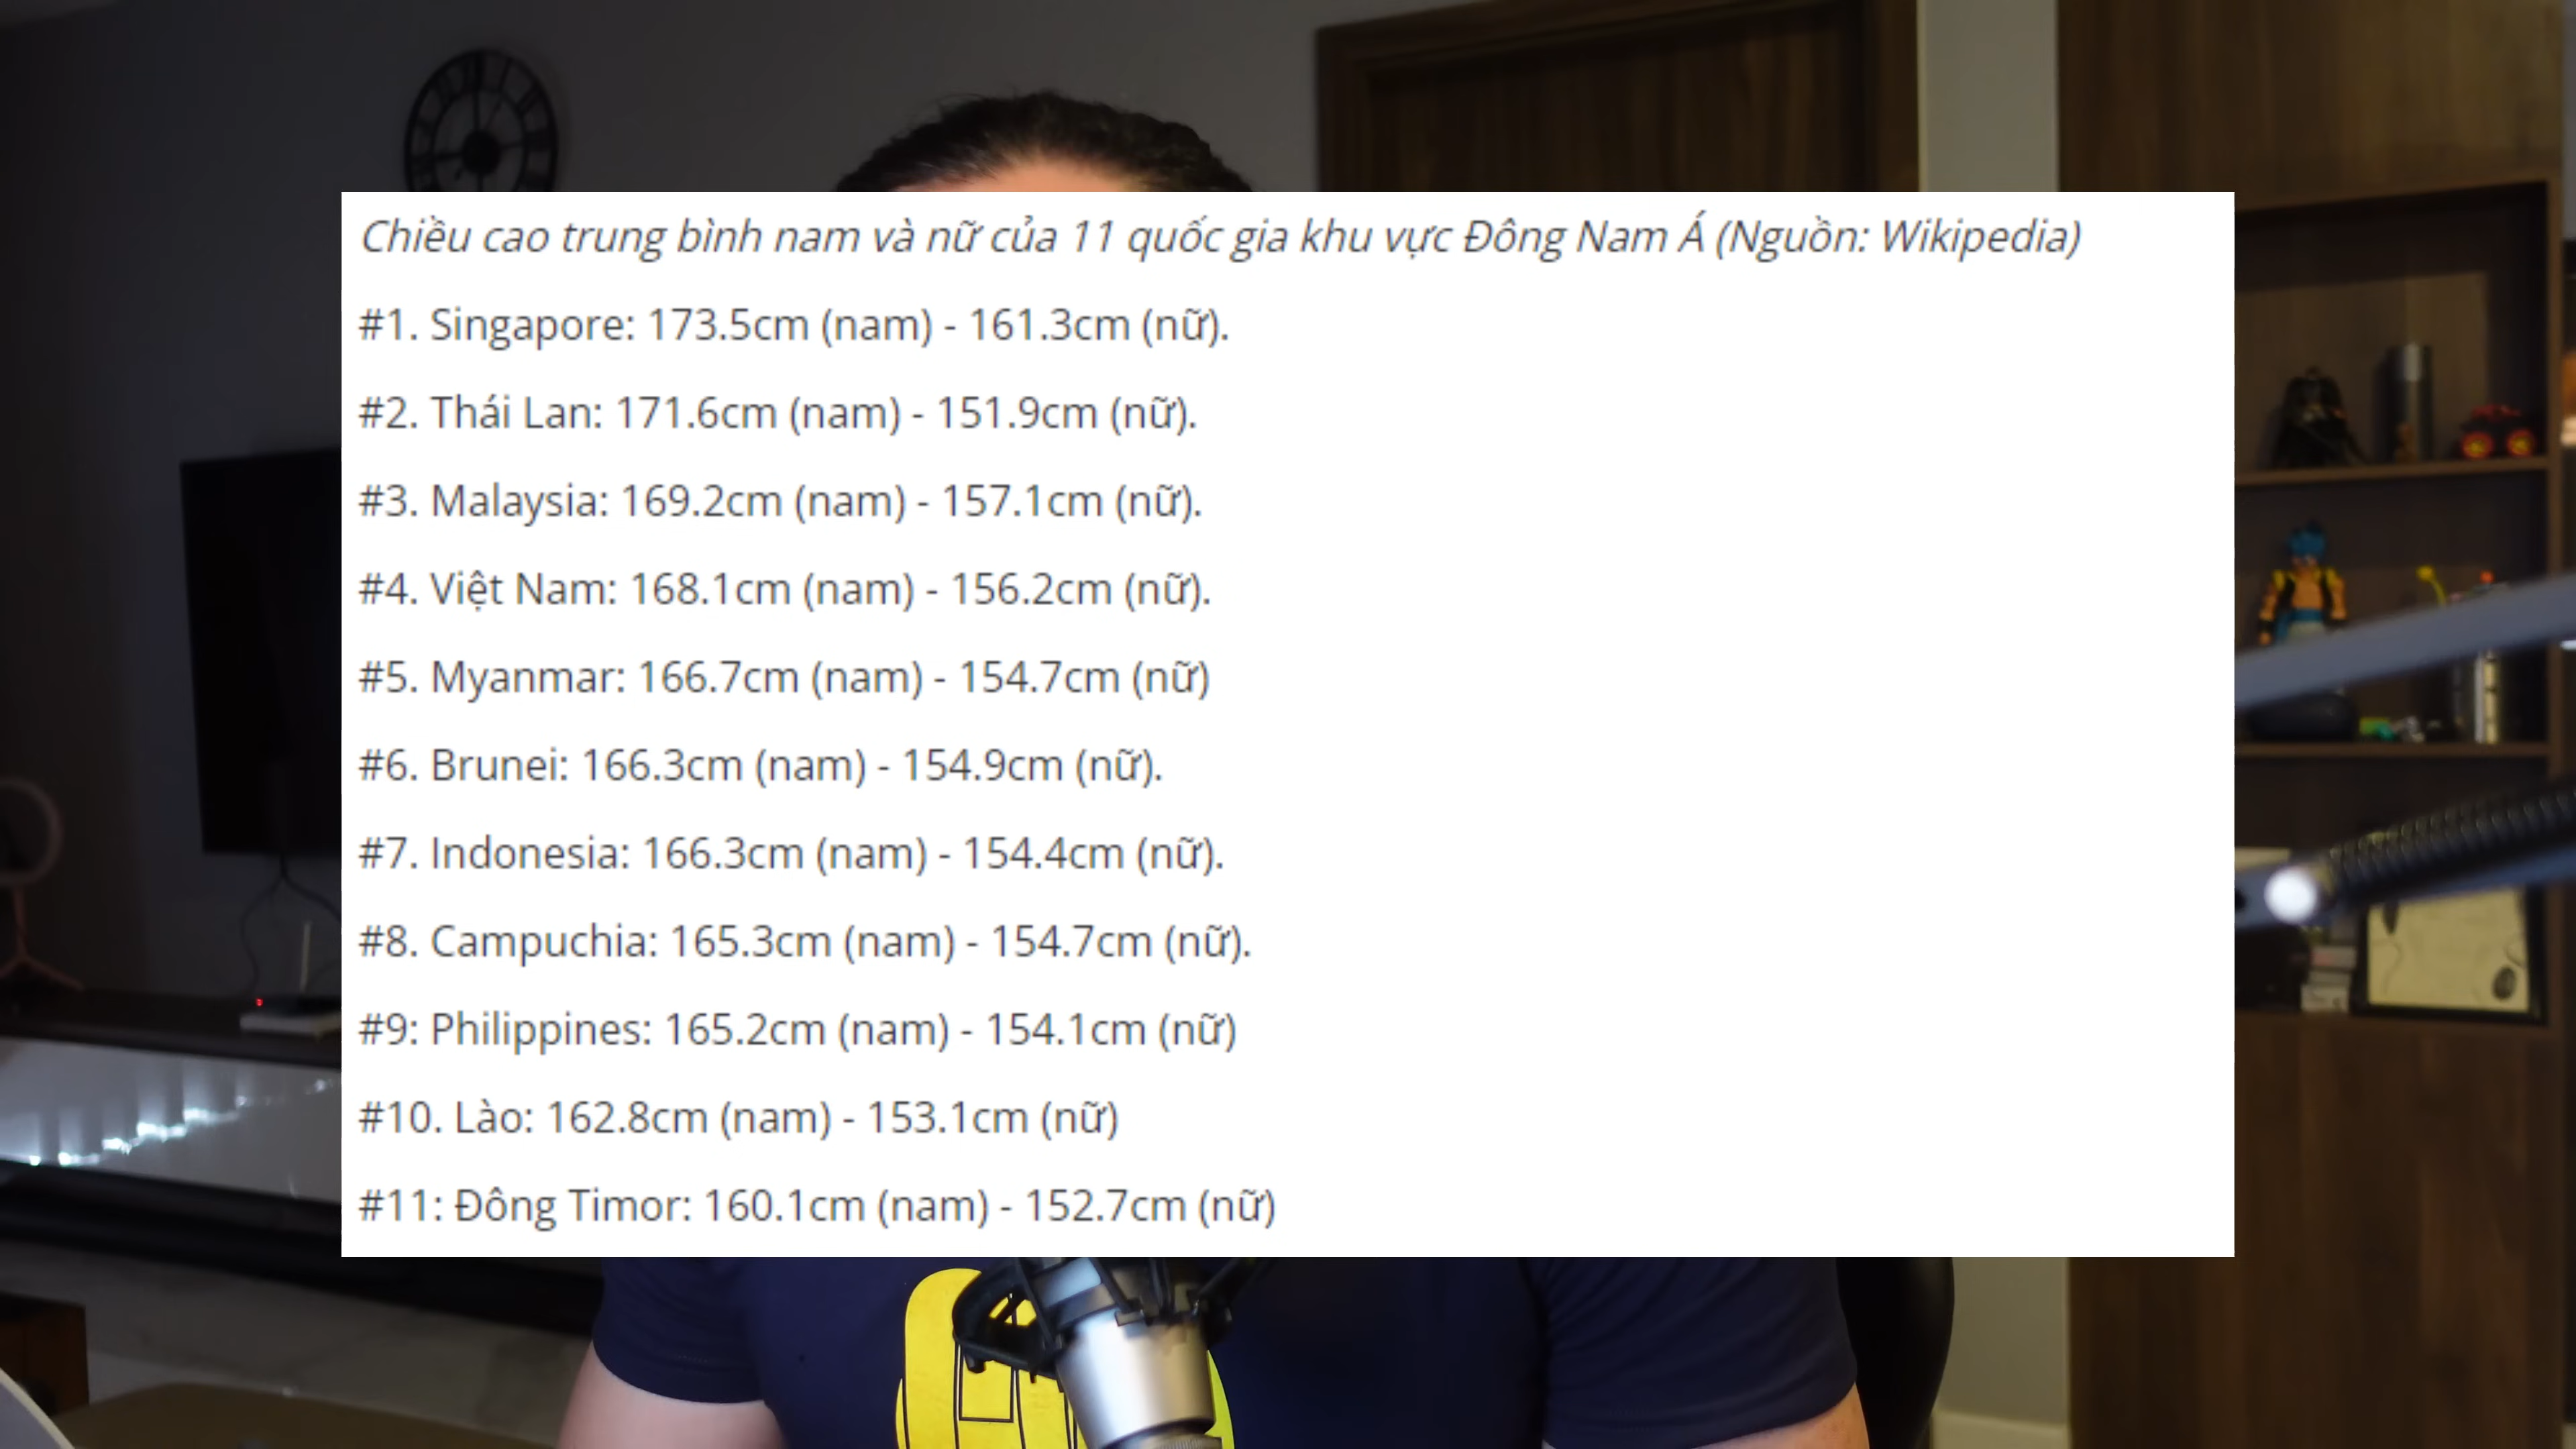 Chiều cao trung bình nam và nữ của 11 quốc gia khu vực Đông Nam Á (Nguồn: Wikipedia)
#1. Singapore: 173.5cm (nam) - 161.3cm (nữ).
#2. Thái Lan: 171.6cm (nam) - 151.9cm (nữ).
#3. Malaysia: 169.2cm (nam) - 157.1cm (nữ).
#4. Việt Nam: 168.1cm (nam) - 156.2cm (nữ).
#5. Myanmar: 166.7cm (nam) - 154.7cm (nữ)
#6. Brunei: 166.3cm (nam) - 154.9cm (nữ).
#7. Indonesia: 166.3cm (nam) - 154.4cm (nữ).
#8. Campuchia: 165.3cm (nam) - 154.7cm (nữ).
#9: Philippines: 165.2cm (nam) - 154.1cm (nữ)
#10. Lào: 162.8cm (nam) - 153.1cm (nữ)
#11: Đông Timor: 160.1cm (nam) - 152.7cm (nữ)